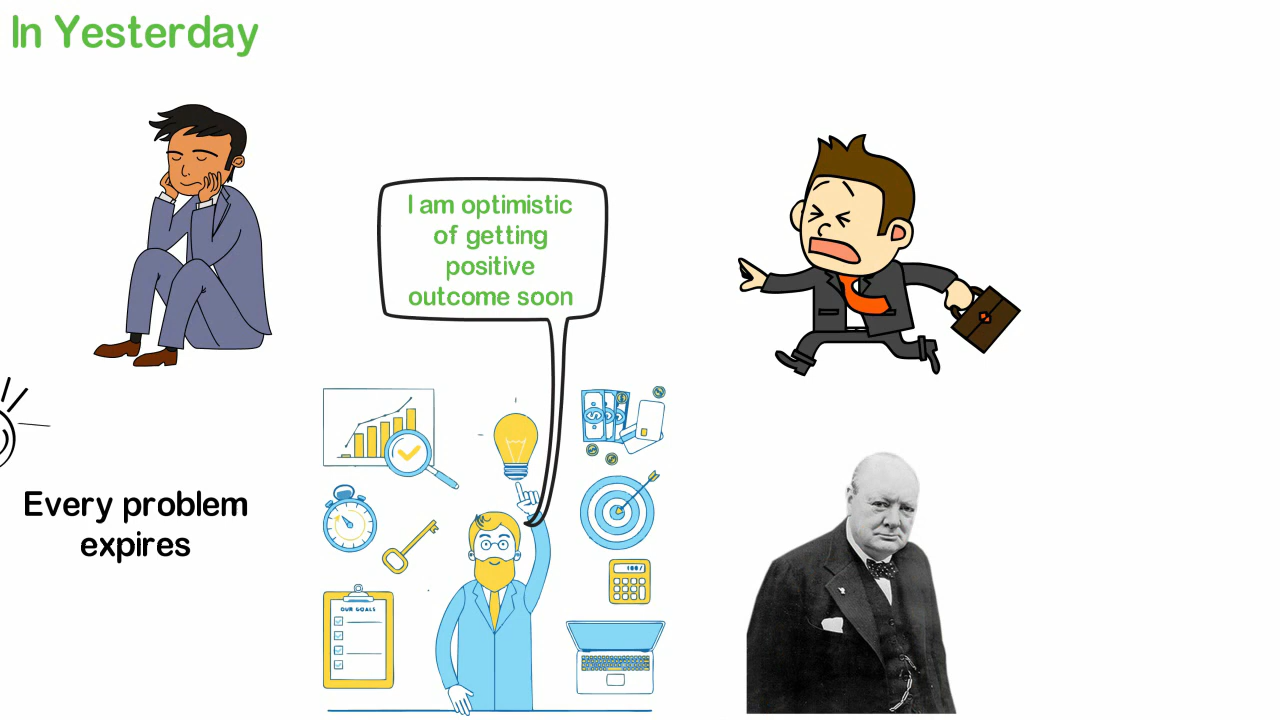 In Yesterday
I am optimistic
of getting
positive
outcome soon
Every problem
expires
OUR GOALS